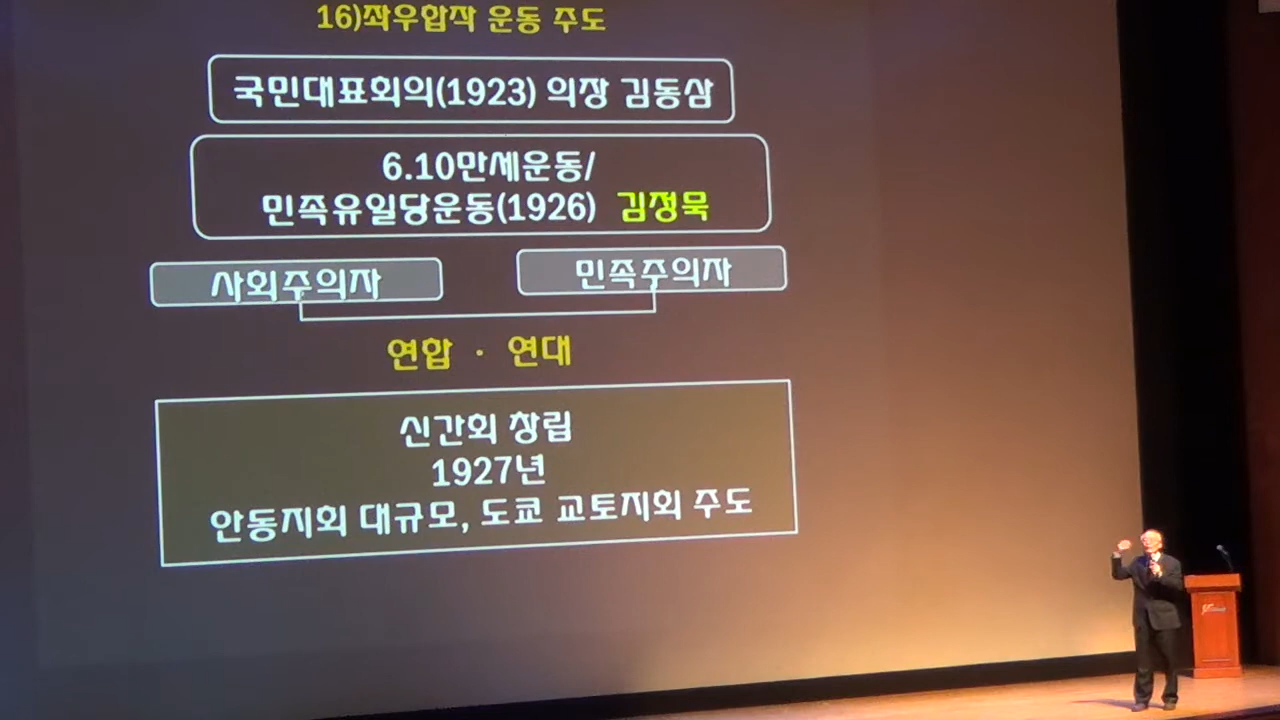 16)좌우합작 운동 주도
국민대표회의(1923) 의장 김동삼
6.10만세운동/
민족유일당운동(1926) 김정묵
사회주의자
민족주의자
연합 · 연대
신간회 창립
1927년
안동지회 대규모, 도쿄 교토지회 주도